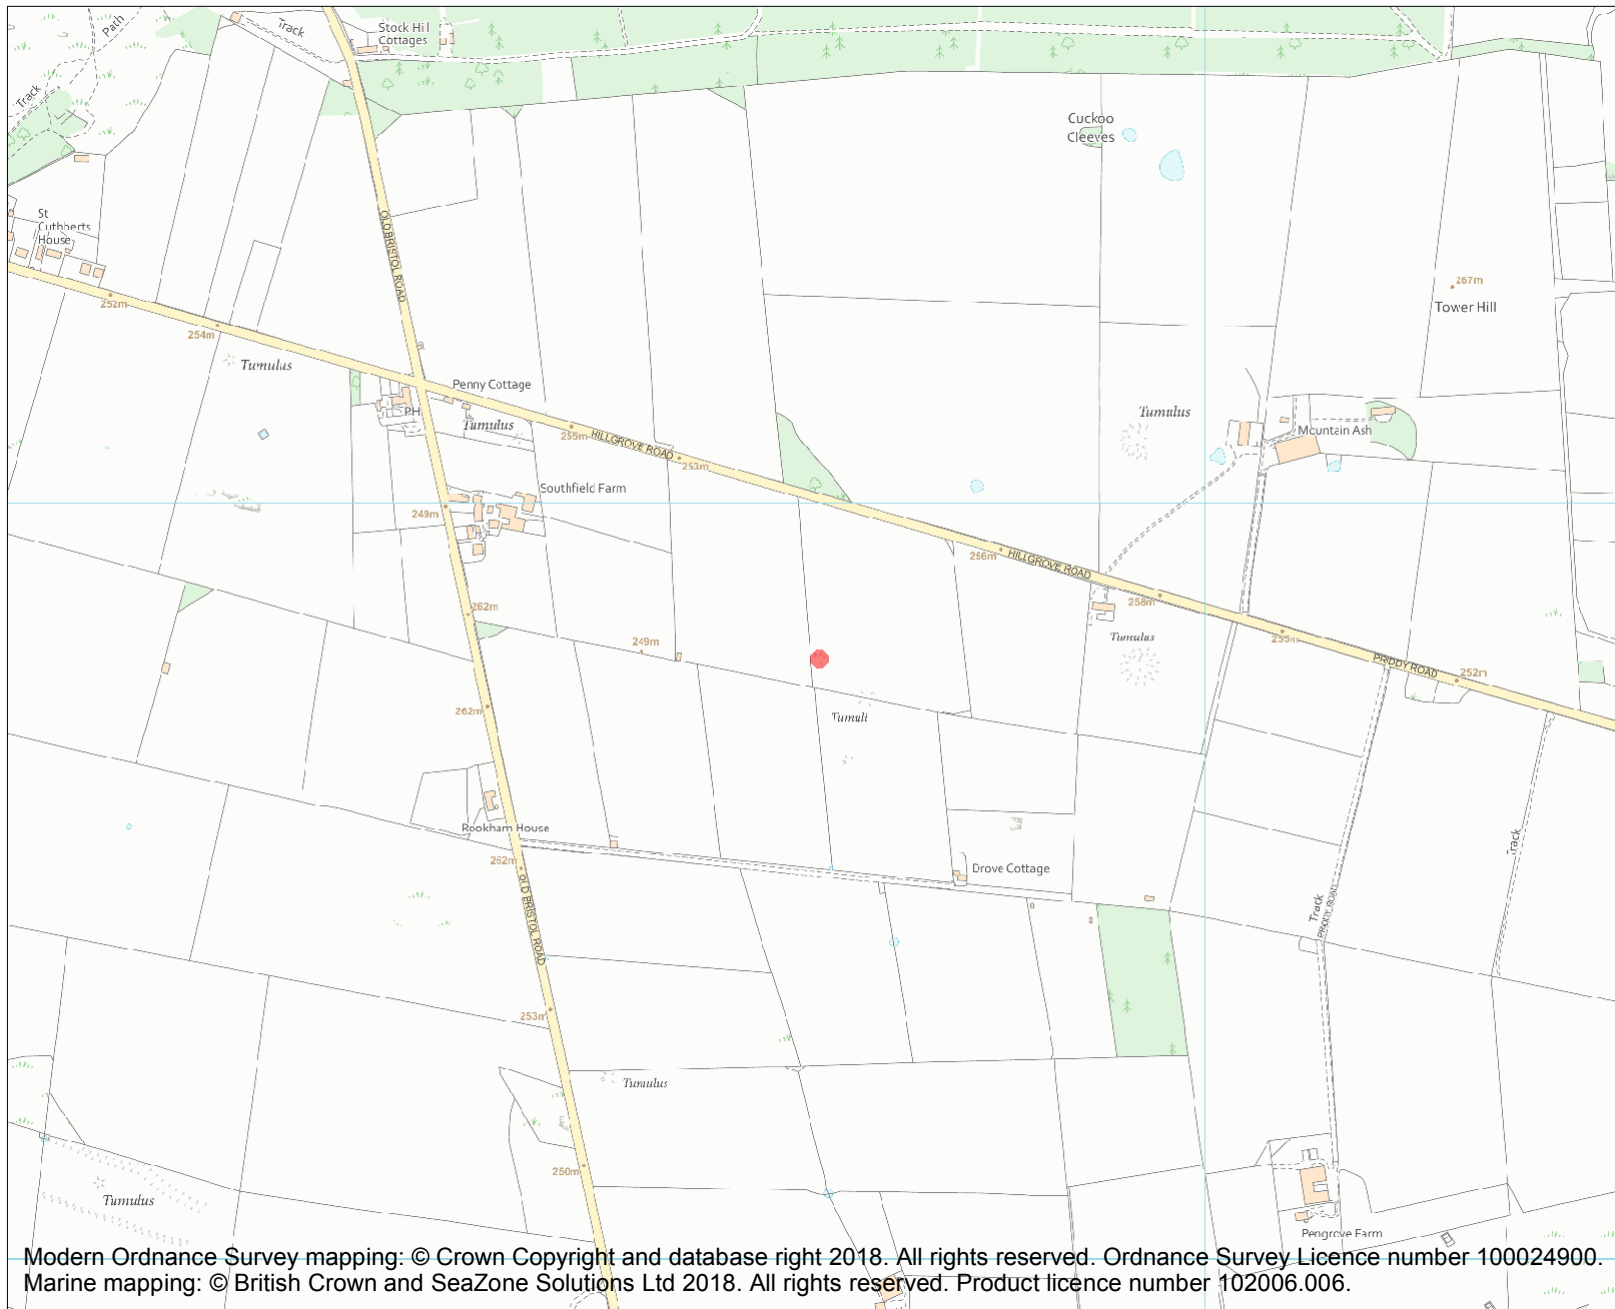 Path
Track
Stock Hill
Cottages
Track
Cuckoo
Cleeves
St
Cuthberts
House
OLD BRISTOL ROAD
252m
254m
Tumulus
267m
Tower Hill
Penny Cottage
PH
Tumulus
255m
HILLGROVE ROAD
253m
Tumulus
Mountain Ash
Southfield Farm
249m
256m
HILLGROVE ROAD
258m
262m
249m
Tumulus
255m
PRIDDY ROAD
252m
262m
Tumuli
Rookham House
262m
Drove Cottage
Track
OLD BRISTOL ROAD
Track
PRIDDY ROAD
253m
Tumulus
250m
Tumulus
Pengrove Farm
Modern Ordnance Survey mapping: © Crown Copyright and database right 2018. All rights reserved. Ordnance Survey Licence number 100024900.
Marine mapping: © British Crown and SeaZone Solutions Ltd 2018. All rights reserved. Product licence number 102006.006.